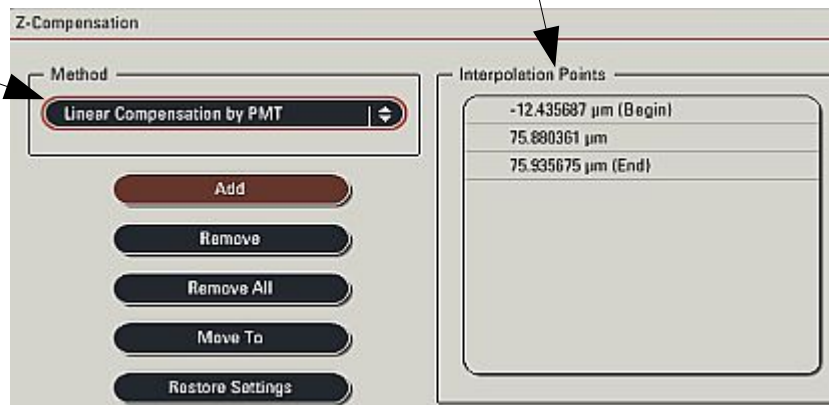 Z-Compensation
Method
Linear Compensation by PMT
Add
Remove
Remove All
Move To
Restore Settings
Interpolation Points
-12.435687 µm (Begin)
75.880361 µm
75.935675 µm (End)